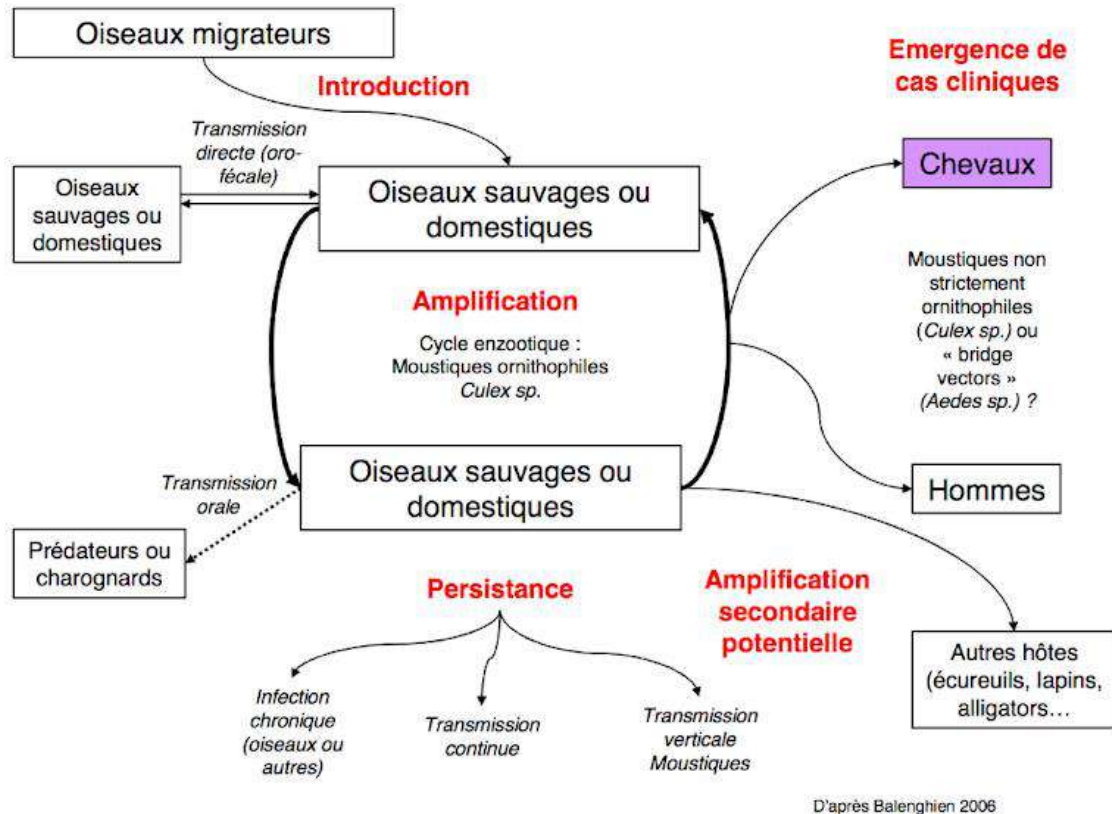 Oiseaux migrateurs
Introduction
Emergence de
cas cliniques
Transmission
directe (oro-
fécale)
Oiseaux
sauvages ou
domestiques
Oiseaux sauvages ou
domestiques
Chevaux
Amplification
Cycle enzootique :
Moustiques ornithophiles
Culex sp.
Moustiques non
strictement
ornithophiles
(Culex sp.) ou
« bridge
vectors »
(Aedes sp.) ?
Transmission
orale
Oiseaux sauvages ou
domestiques
Hommes
Prédateurs ou
charognards
Persistance
Amplification
secondaire
potentielle
Autres hôtes
(écureuils, lapins,
alligators…
Infection
chronique
(oiseaux ou
autres)
Transmission
continue
Transmission
verticale
Moustiques
D'après Balenghien 2006